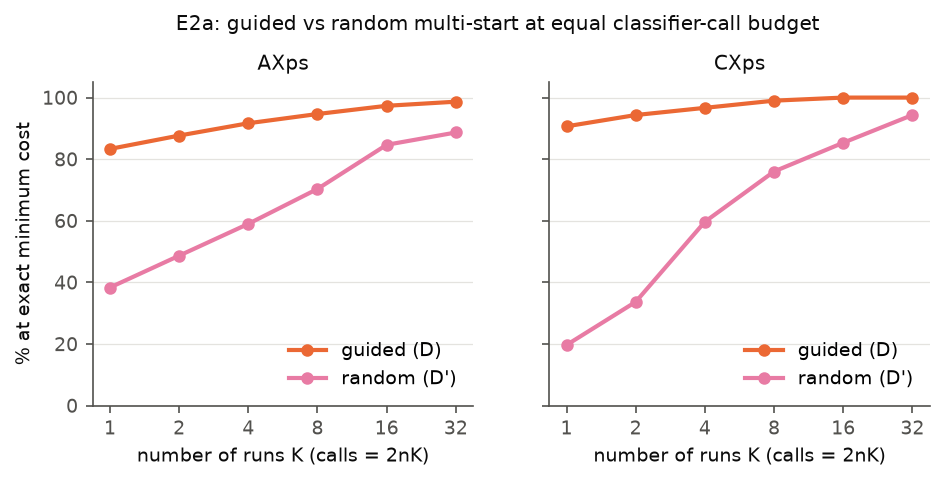 E2a: guided vs random multi-start at equal classifier-call budget
AXps
CXps
% at exact minimum cost
100
80
60
40
20
0
1 2 4 8 16 32
number of runs K (calls = 2nK)
guided (D)
random (D')
1 2 4 8 16 32
number of runs K (calls = 2nK)
guided (D)
random (D')